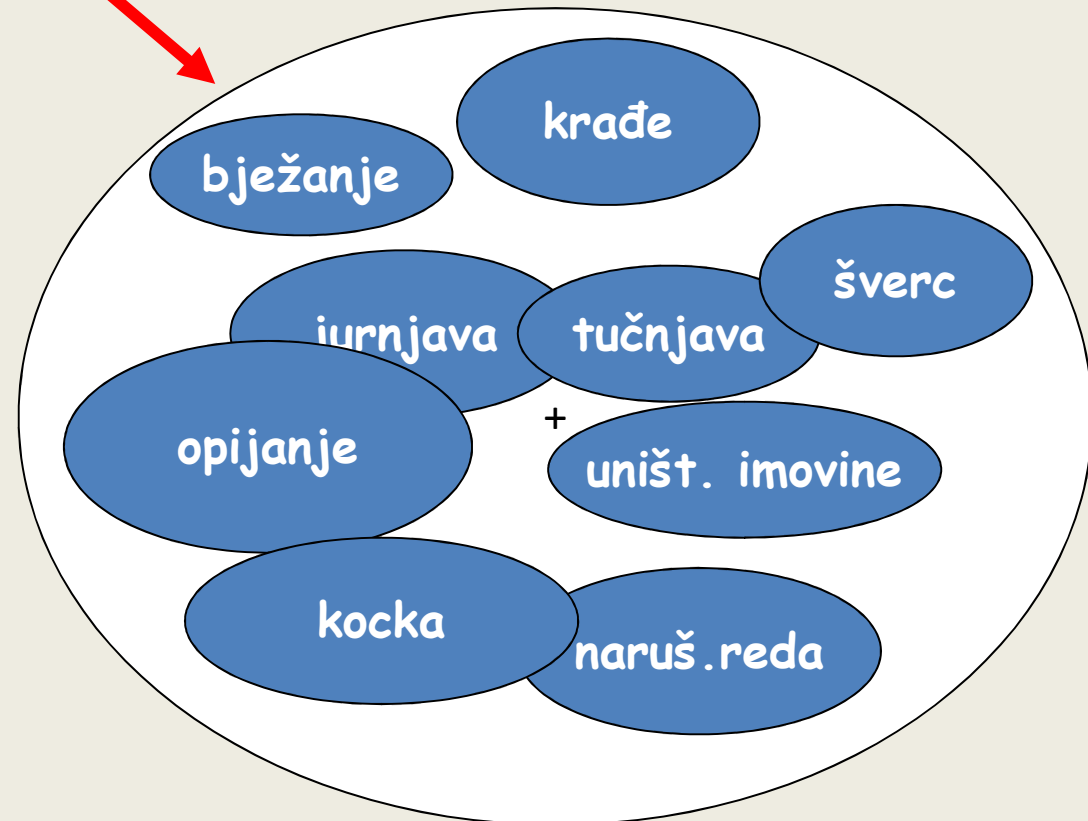 krađe
bježanje
šverc
jurnjava
tučnjava
+
opijanje
uništ. imovine
kocka
naruš.reda